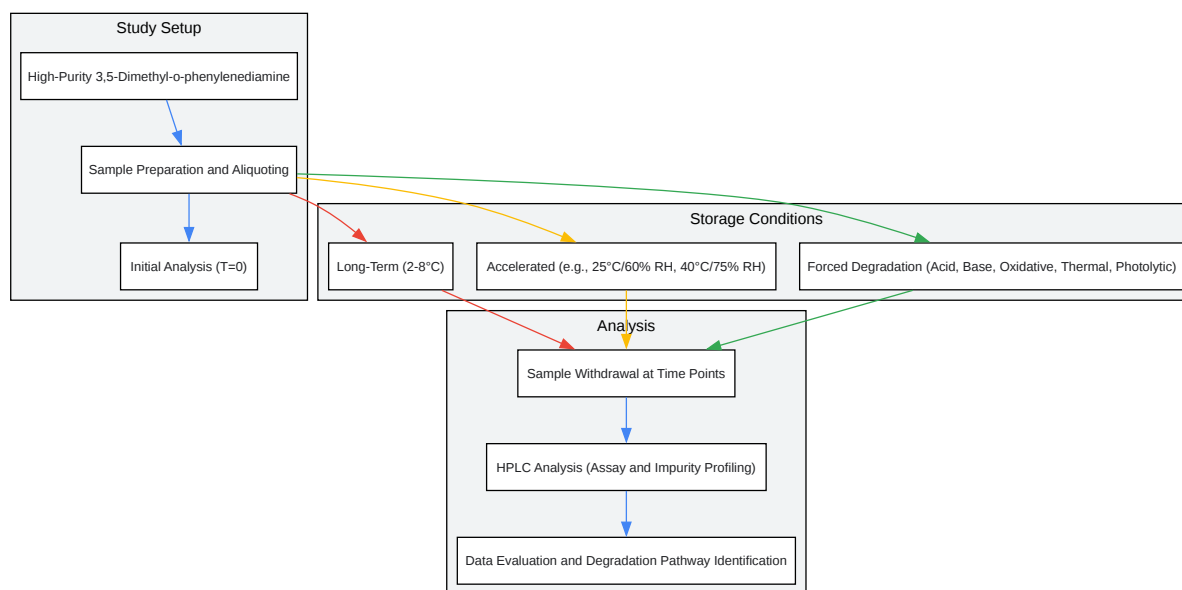 Study Setup
High-Purity 3,5-Dimethyl-o-phenylenediamine
Sample Preparation and Aliquoting
Initial Analysis (T=0)
Storage Conditions
Long-Term (2-8°C)
Accelerated (e.g., 25°C/60% RH, 40°C/75% RH)
Forced Degradation (Acid, Base, Oxidative, Thermal, Photolytic)
Analysis
Sample Withdrawal at Time Points
HPLC Analysis (Assay and Impurity Profiling)
Data Evaluation and Degradation Pathway Identification